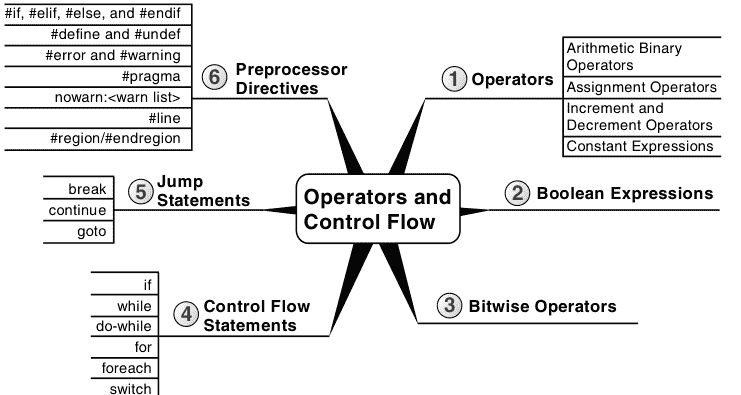 Operators and
Control Flow
1 Operators
Arithmetic Binary
Operators
Assignment Operators
Increment and
Decrement Operators
Constant Expressions
2 Boolean Expressions
3 Bitwise Operators
4 Control Flow
Statements
if
while
do-while
for
foreach
switch
5 Jump
Statements
break
continue
goto
6 Preprocessor
Directives
#if, #elif, #else, and #endif
#define and #undef
#error and #warning
#pragma
nowarn:<warn list>
#line
#region/#endregion